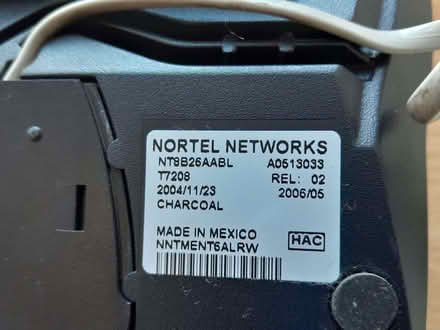 NORTEL NETWORKS
NT8B26AABL A0513033
T7208 REL: 02
2004/11/23 2006/05
CHARCOAL
MADE IN MEXICO HAC
NNTMENT6ALRW